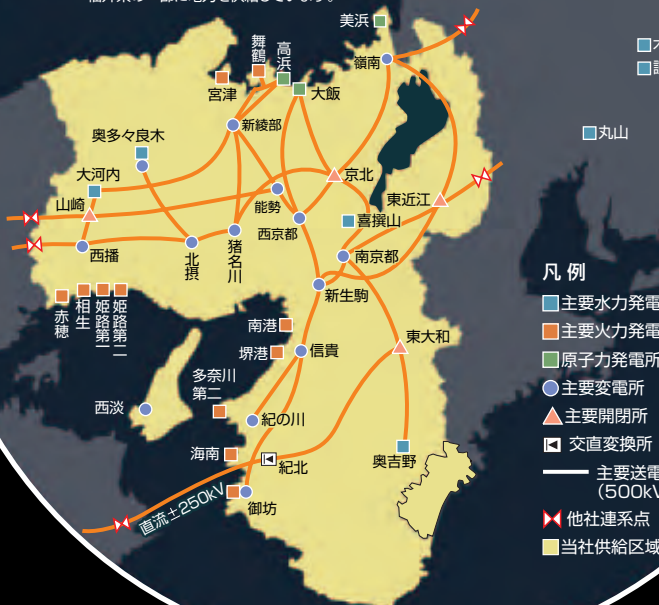 美浜
舞鶴
高浜
嶺南
宮津
大飯
新綾部
奥多々良木
丸山
大河内
京北
山崎
能勢
東近江
西京都
喜撰山
西播
北摂
猪名川
南京都
新生駒
凡例
赤穂
相生
姫路第一
姫路第二
主要水力発電
南港
主要火力発電
東大和
堺港
信貴
原子力発電所
多奈川
第二
主要変電所
西淡
紀の川
主要開閉所
海南
紀北
奥吉野
交直変換所
直流±250kV
御坊
主要送電
(500kV
他社連系点
当社供給区域